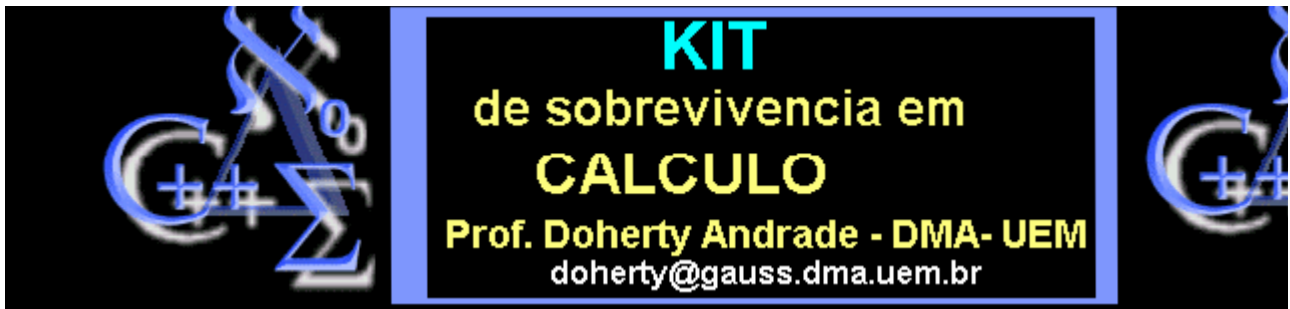 KIT
de sobrevivencia em
CALCULO
Prof. Doherty Andrade - DMA- UEM
doherty@gauss.dma.uem.br
C++
Σ
C++